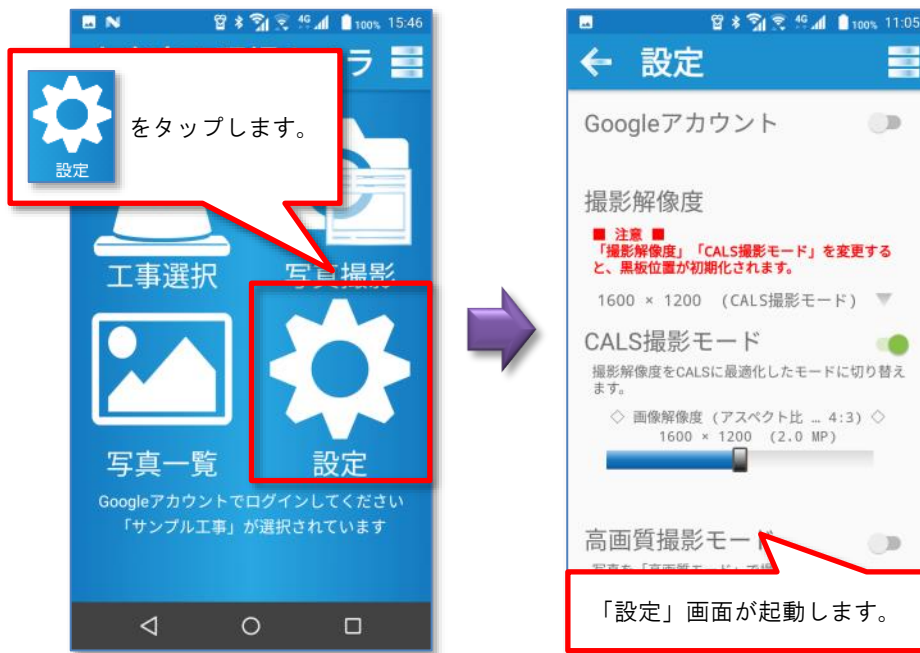 100% 15:46
ラ
設定
をタップします。
工事選択
写真撮影
写真一覧
設定
Googleアカウントでログインしてください
「サンプル工事」が選択されています
4G 100% 11:05
設定
Googleアカウント
撮影解像度
■ 注意 ■
「撮影解像度」「CALS撮影モード」を変更する
と、黒板位置が初期化されます。
1600 × 1200 (CALS撮影モード)
CALS撮影モード
撮影解像度をCALSに最適化したモードに切り替え
ます。
◇ 画像解像度 (アスペクト比 … 4:3) ◇
1600 × 1200 (2.0 MP)
高画質撮影モード
「設定」画面が起動します。